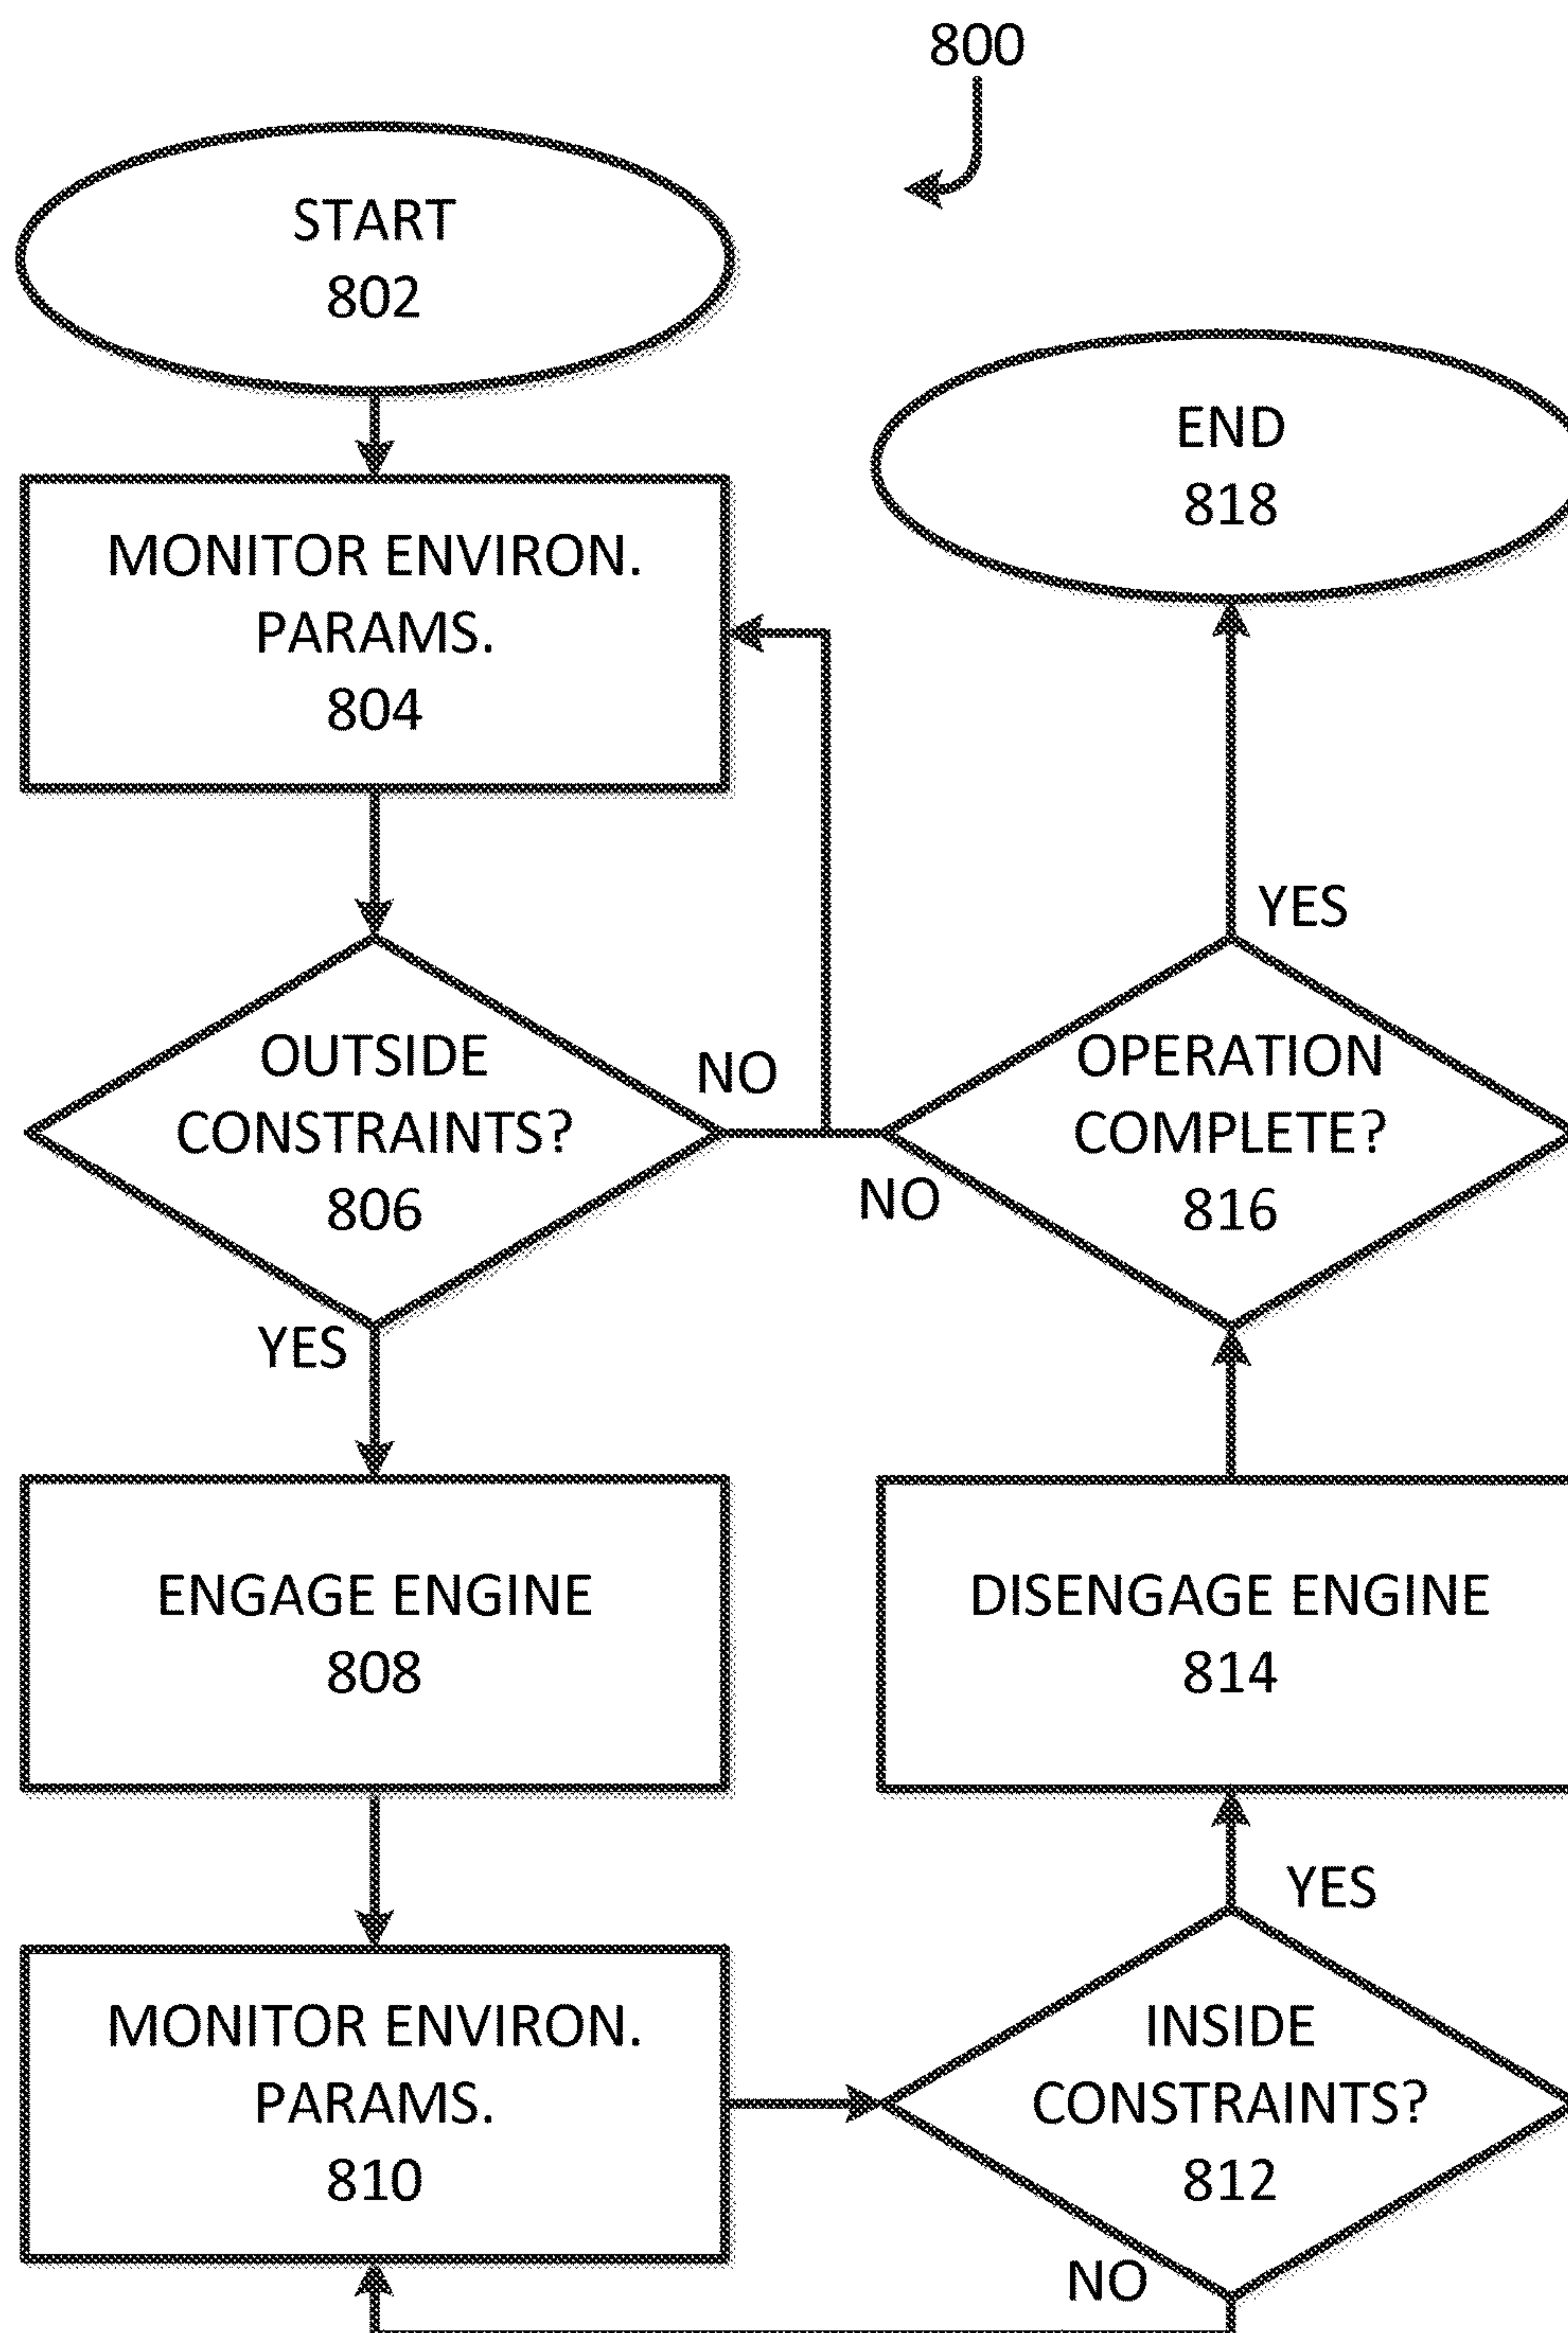 800
START
802
MONITOR ENVIRON.
PARAMS.
804
OUTSIDE
CONSTRAINTS?
806
NO
YES
ENGAGE ENGINE
808
MONITOR ENVIRON.
PARAMS.
810
INSIDE
CONSTRAINTS?
812
NO
YES
DISENGAGE ENGINE
814
OPERATION
COMPLETE?
816
NO
YES
END
818